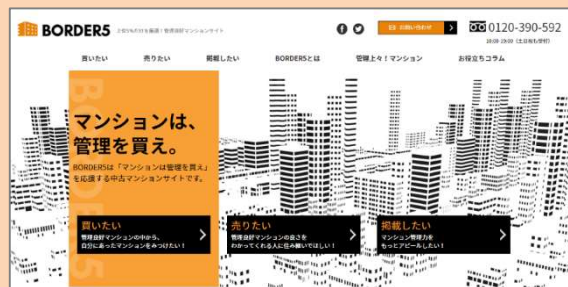 BORDER5
上位5%だけを厳選！管理良好マンションサイト
お問い合わせ
0120-390-592
10:00-19:00（土日祝も受付）
買いたい
売りたい
掲載したい
BORDER5とは
管理上々！マンション
お役立ちコラム
BORDER5
マンションは、
管理を買え。
BORDER5は「マンションは管理を買え」
を応援する中古マンションサイトです。
買いたい
管理良好マンションの中から、
自分にあったマンションをみつけたい！
売りたい
管理良好マンションの良さを
わかってくれる人に住み継いでほしい！
掲載したい
マンション管理力を
もっとアピールしたい！